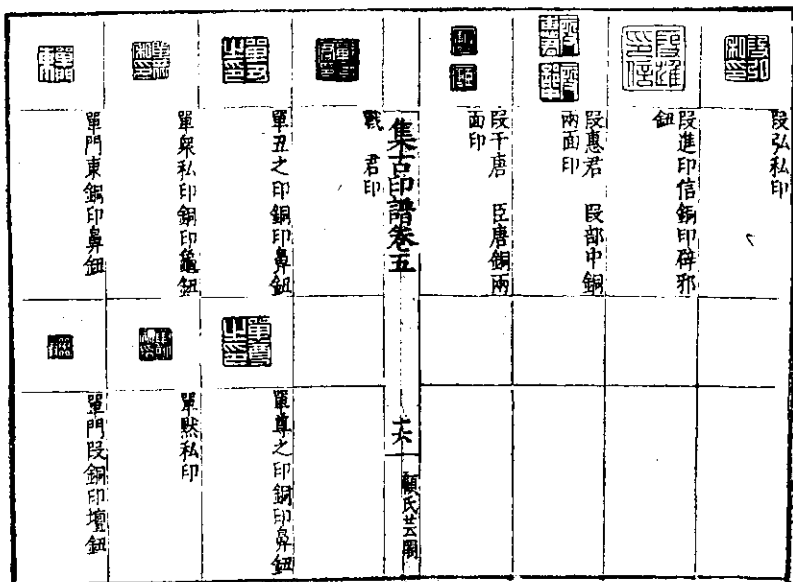 段弘私印
段進印信銅印辟邪
鈕
段惠君　段部中銅
兩面印
段干唐　臣唐銅兩
面印
集古印譜卷五
六
顧氏芸閣
戳　君印
單丑之印銅印鼻鈕
單尊之印銅印鼻鈕
單眾私印銅印龜鈕
單默私印
單門東銅印鼻鈕
單門段銅印壇鈕